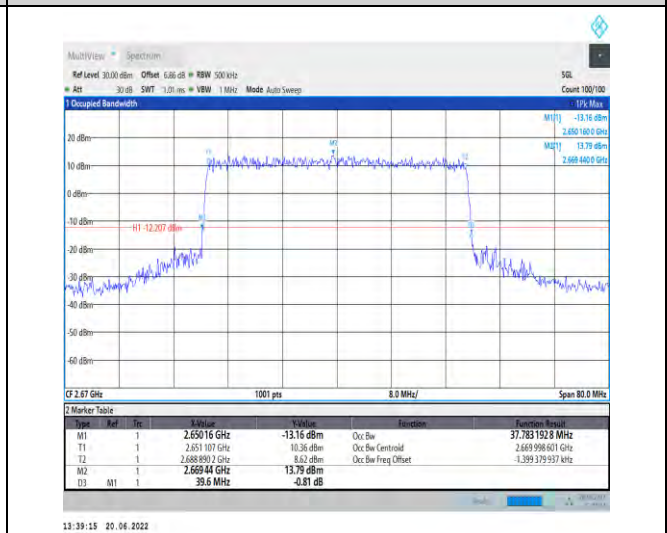 MultiView Spectrum
Ref Level 30.00 dBm Offset 6.86 dB RBW 500 kHz SGL
Att 30 dB SWT 1.01 ms VBW 1 MHz Mode Auto Sweep Count 100/100
1 Occupied Bandwidth 1Pk Max
M1[1] -13.16 dBm
2.650 160 0 GHz
M2[1] 13.79 dBm
2.669 440 0 GHz
20 dBm
10 dBm
0 dBm
-10 dBm
H1 -12.207 dBm
-20 dBm
-30 dBm
-40 dBm
-50 dBm
-60 dBm
M2
T1
T2
CF 2.67 GHz 1001 pts 8.0 MHz/ Span 80.0 MHz
2 Marker Table
Type Ref Trc X-Value Y-Value Function Function Result
M1 1 2.65016 GHz -13.16 dBm Occ Bw 37.783 192 8 MHz
T1 1 2.651 107 GHz 10.36 dBm Occ Bw Centroid 2.669 998 601 GHz
T2 1 2.688 890 2 GHz 8.62 dBm Occ Bw Freq Offset -1.399 379 937 kHz
M2 1 2.669 44 GHz 13.79 dBm
D3 M1 1 39.6 MHz -0.81 dB
13:39:15 20.06.2022